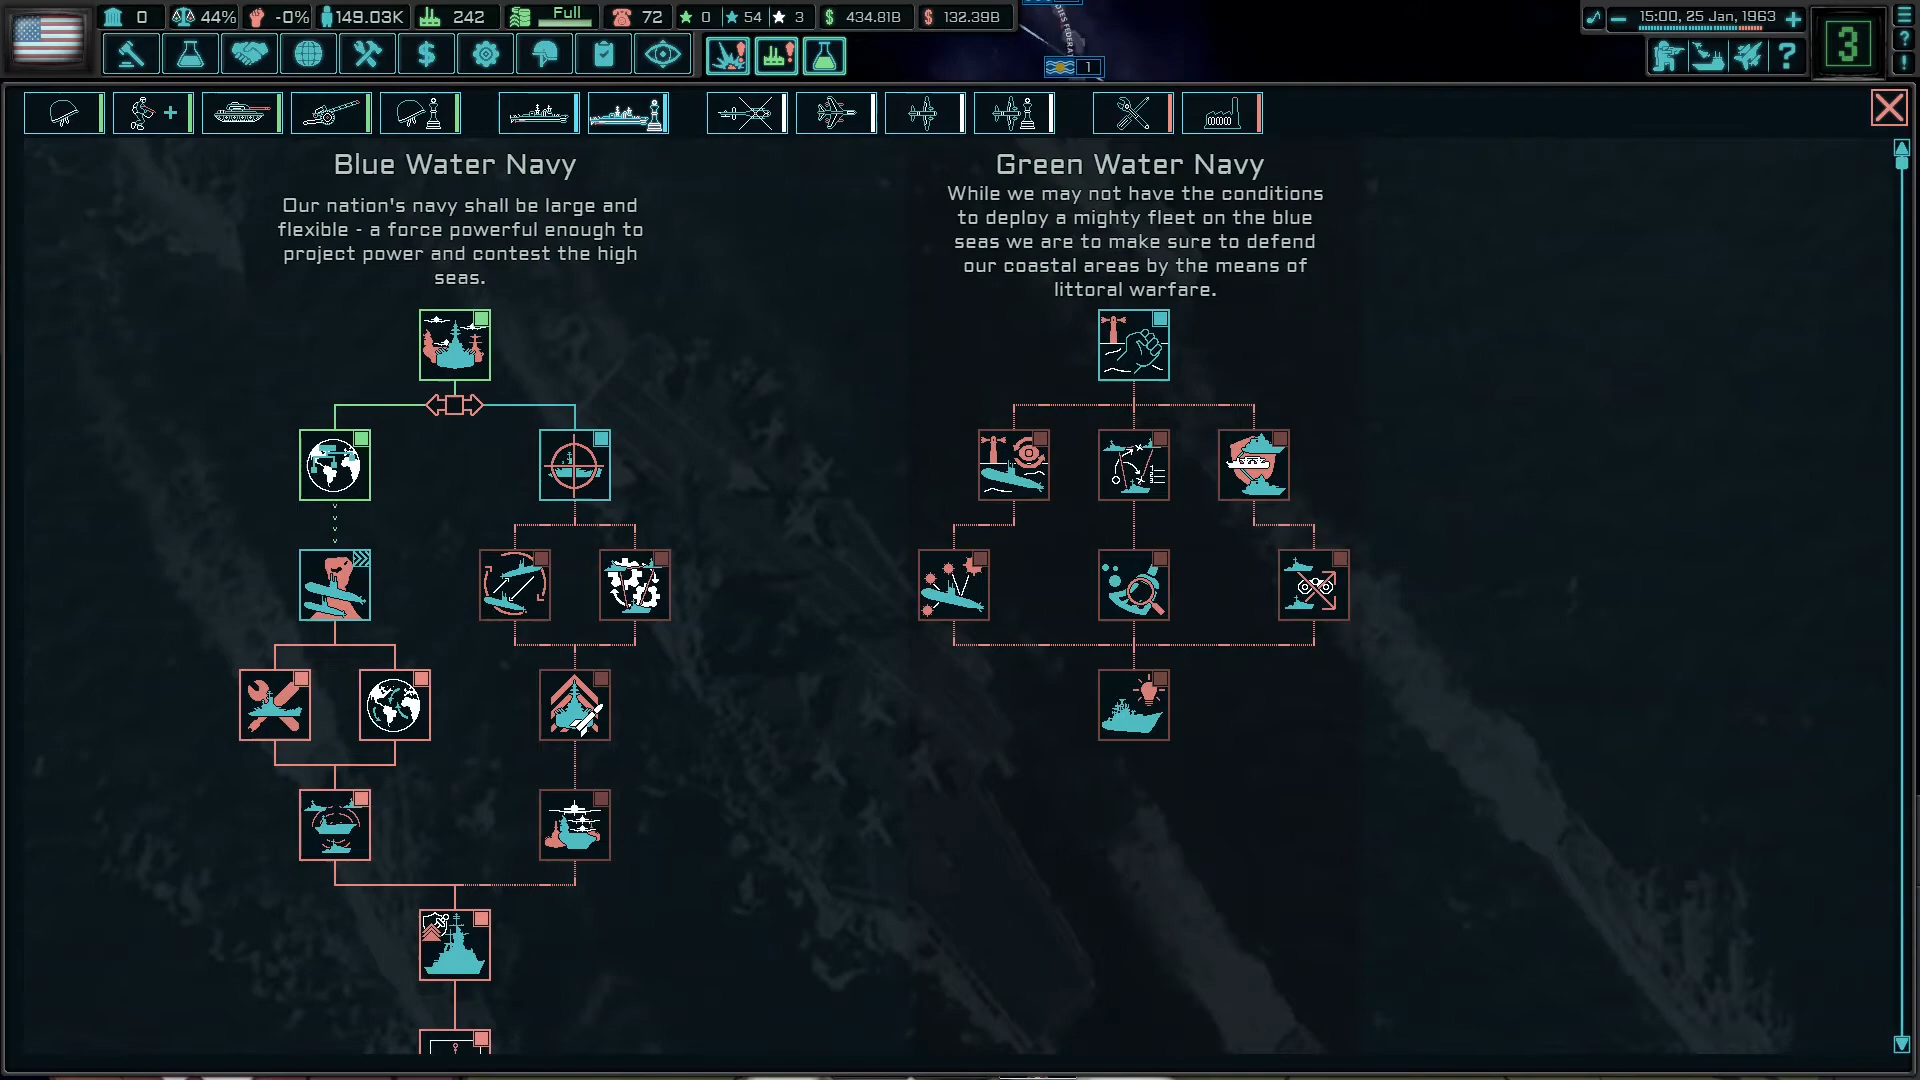 0
44%
-0%
149.03K
242
Full
72
0
54
3
$ 434.81B
$ 132.39B
1
15:00, 25 Jan, 1963
3
Blue Water Navy
Our nation's navy shall be large and
flexible - a force powerful enough to
project power and contest the high
seas.
Green Water Navy
While we may not have the conditions
to deploy a mighty fleet on the blue
seas we are to make sure to defend
our coastal areas by the means of
littoral warfare.